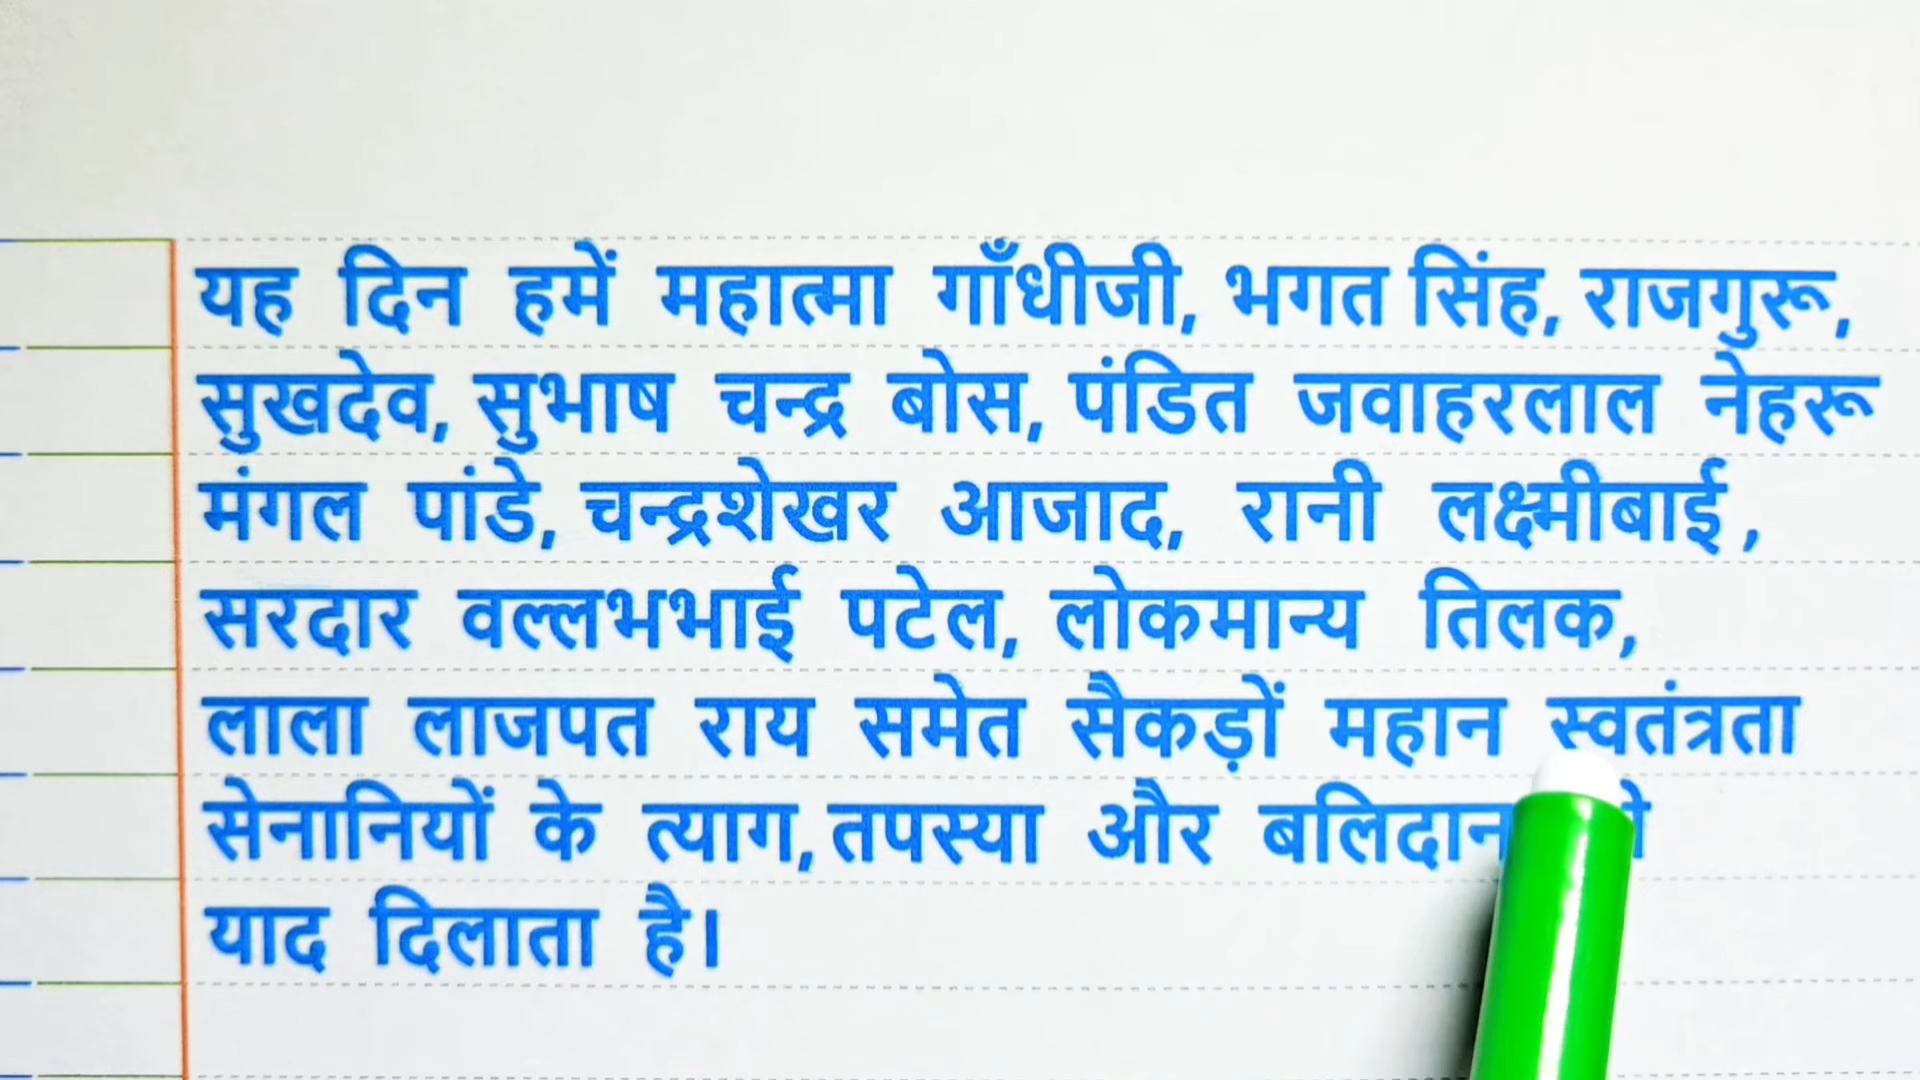 यह दिन हमें महात्मा गाँधीजी, भगत सिंह, राजगुरू,
सुखदेव, सुभाष चन्द्र बोस, पंडित जवाहरलाल नेहरू
मंगल पांडे, चन्द्रशेखर आजाद, रानी लक्ष्मीबाई,
सरदार वल्लभभाई पटेल, लोकमान्य तिलक,
लाला लाजपत राय समेत सैकड़ों महान स्वतंत्रता
सेनानियों के त्याग, तपस्या और बलिदान
याद दिलाता है।